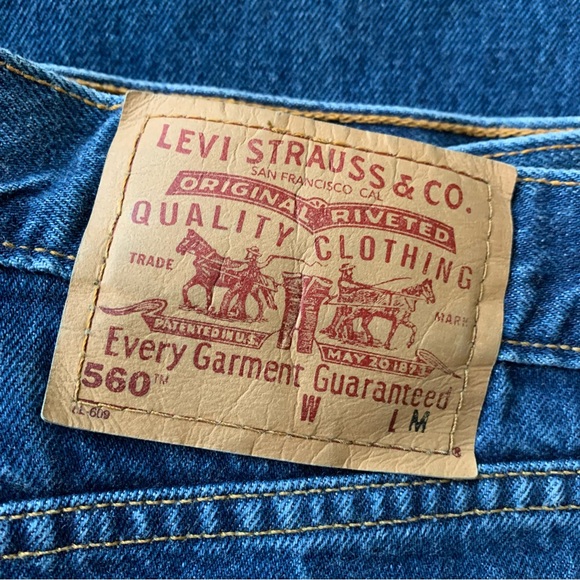 LEVI STRAUSS & CO.
SAN FRANCISCO CAL
ORIGINAL RIVETED
QUALITY CLOTHING
TRADE MARK
PATENTED IN U.S. MAY 20 1873
Every Garment Guaranteed
560™
W L M
®